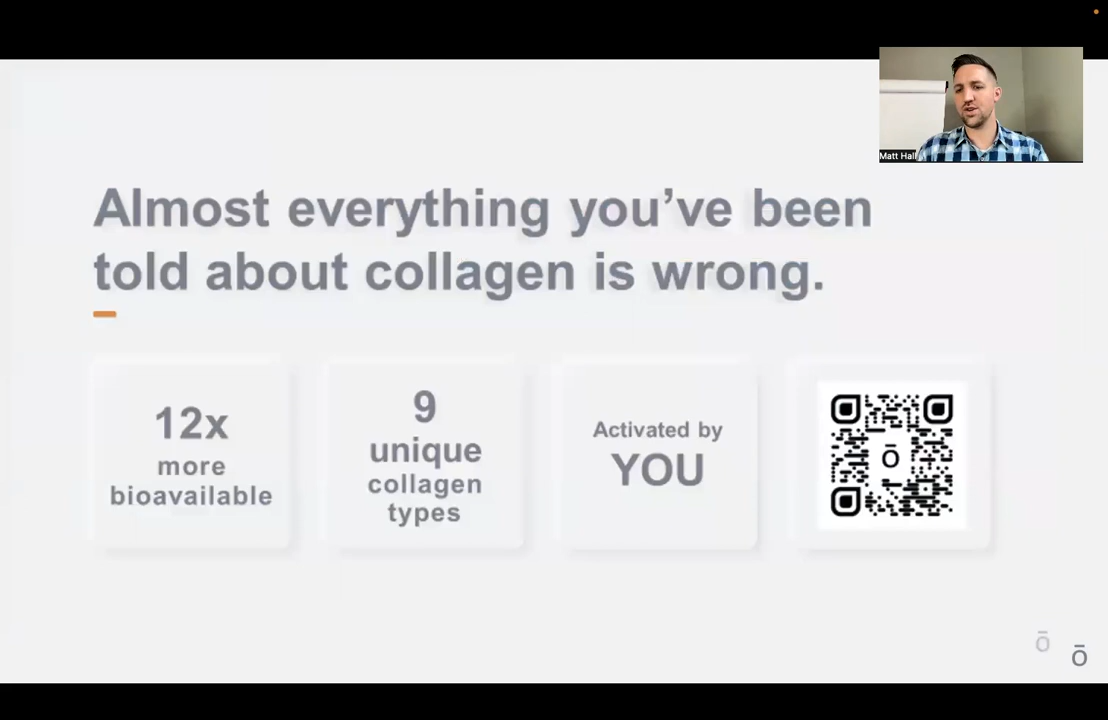 Matt Hall
Almost everything you’ve been
told about collagen is wrong.
12x
more
bioavailable
9
unique
collagen
types
Activated by
YOU
ō
ō
ō